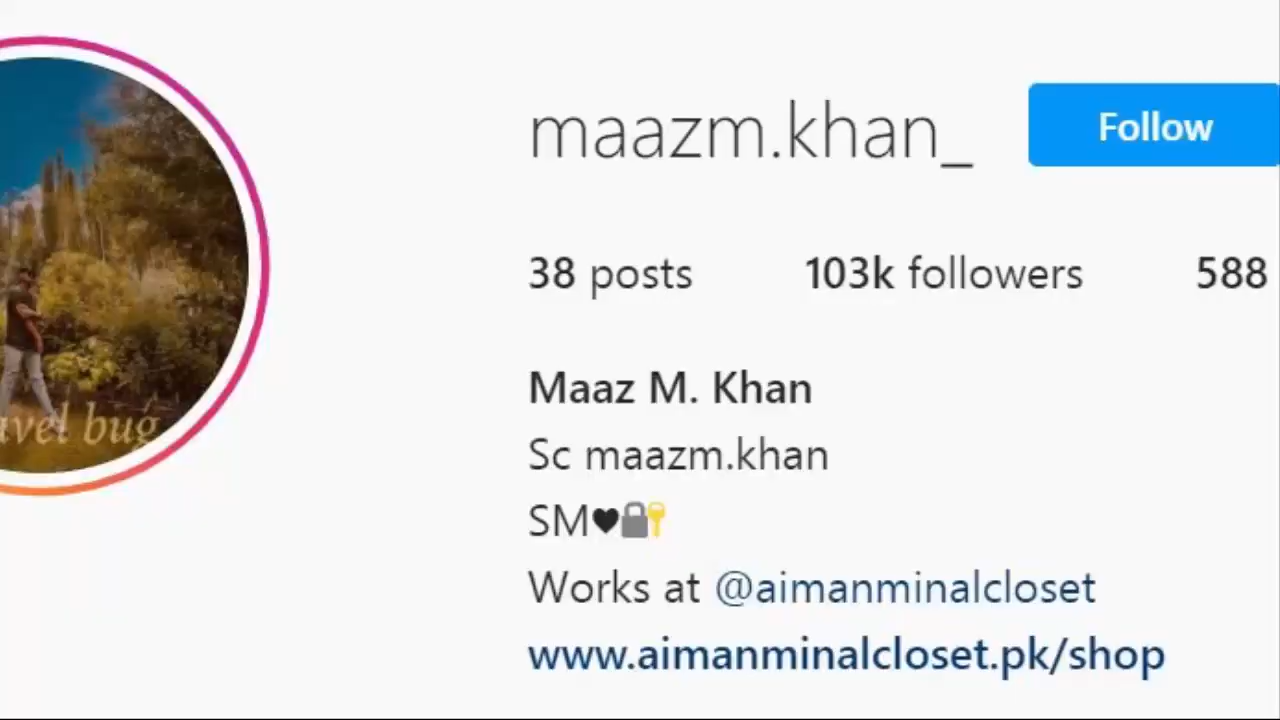 maazm.khan_ Follow
38 posts 103k followers 588
Maaz M. Khan
Sc maazm.khan
SM🖤🔐
Works at @aimanminalcloset
www.aimanminalcloset.pk/shop
bug